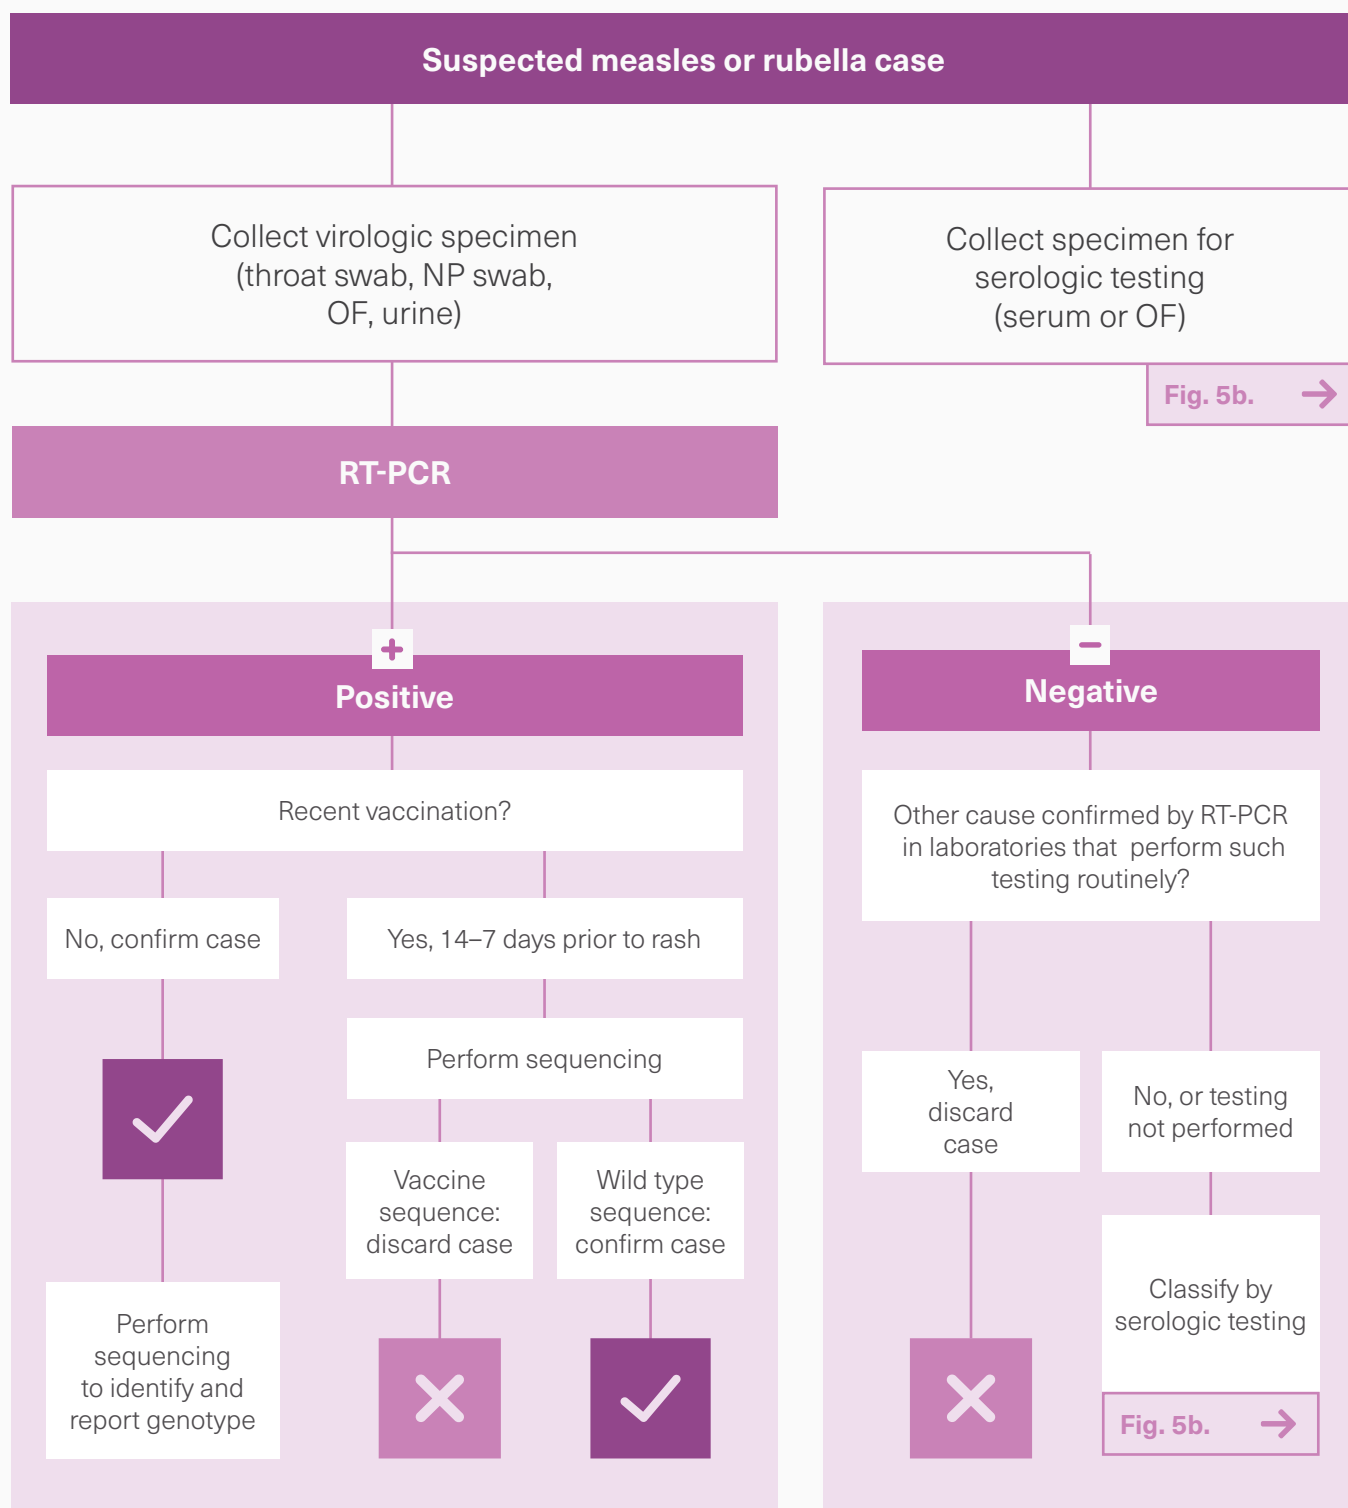 Suspected measles or rubella case
Collect virologic specimen
(throat swab, NP swab,
OF, urine)
Collect specimen for
serologic testing
(serum or OF)
Fig. 5b.
RT-PCR
Positive
Recent vaccination?
No, confirm case
Yes, 14–7 days prior to rash
Perform sequencing
Vaccine
sequence:
discard case
Wild type
sequence:
confirm case
Perform
sequencing
to identify and
report genotype
Negative
Other cause confirmed by RT-PCR
in laboratories that perform such
testing routinely?
Yes,
discard
case
No, or testing
not performed
Classify by
serologic testing
Fig. 5b.